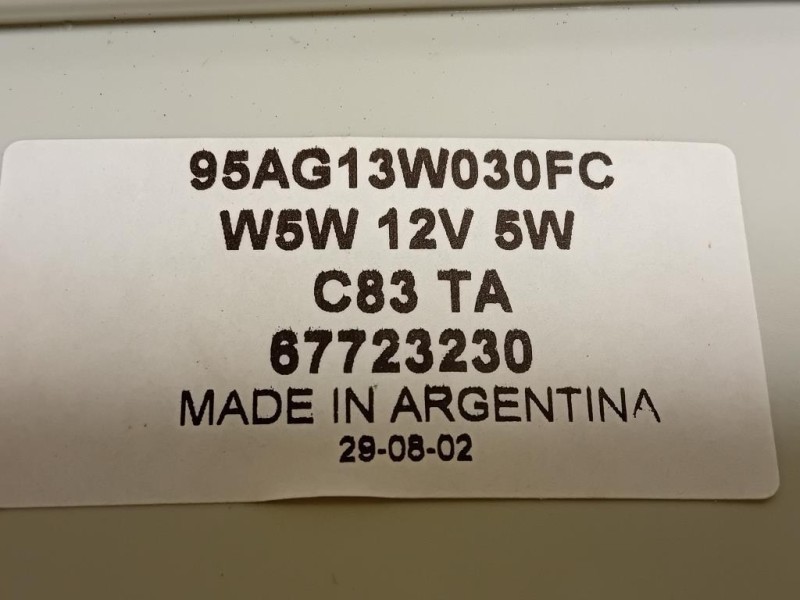 95AG13W030FC
W5W 12V 5W
C83 TA
67723230
MADE IN ARGENTINA
29-08-02